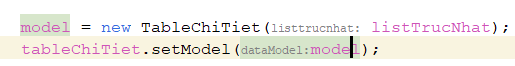 model = new TableChiTiet(listtrucnhat: listTrucNhat);
tableChiTiet.setModel(dataModel:model);